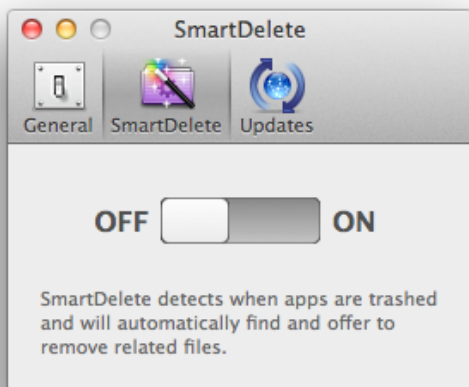 SmartDelete
General SmartDelete Updates
OFF ON
SmartDelete detects when apps are trashed
and will automatically find and offer to
remove related files.